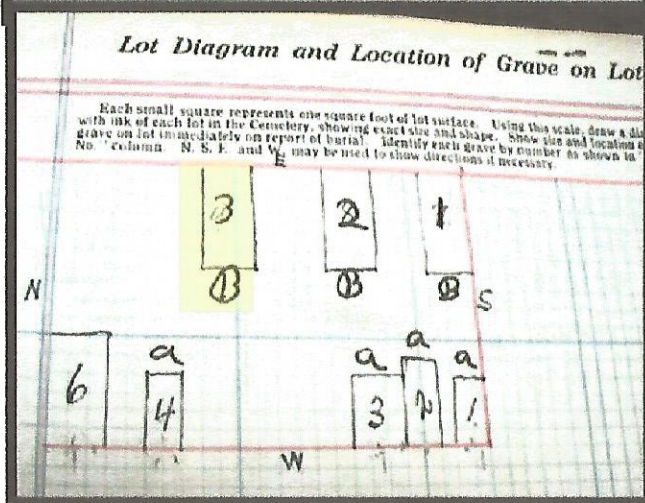 Lot Diagram and Location of Grave on Lot
Each small square represents one square foot of lot surface. Using this scale, draw a
with ink of each lot in the Cemetery, showing exact size and shape. Show size and location
grave on lot immediately on report of burial. Identify each grave by number as shown in
No." column. N. S. E. and W. may be used to show directions if necessary.
E
3 2 1
B B B
N S
a a a a
6 4 3 2 1
W